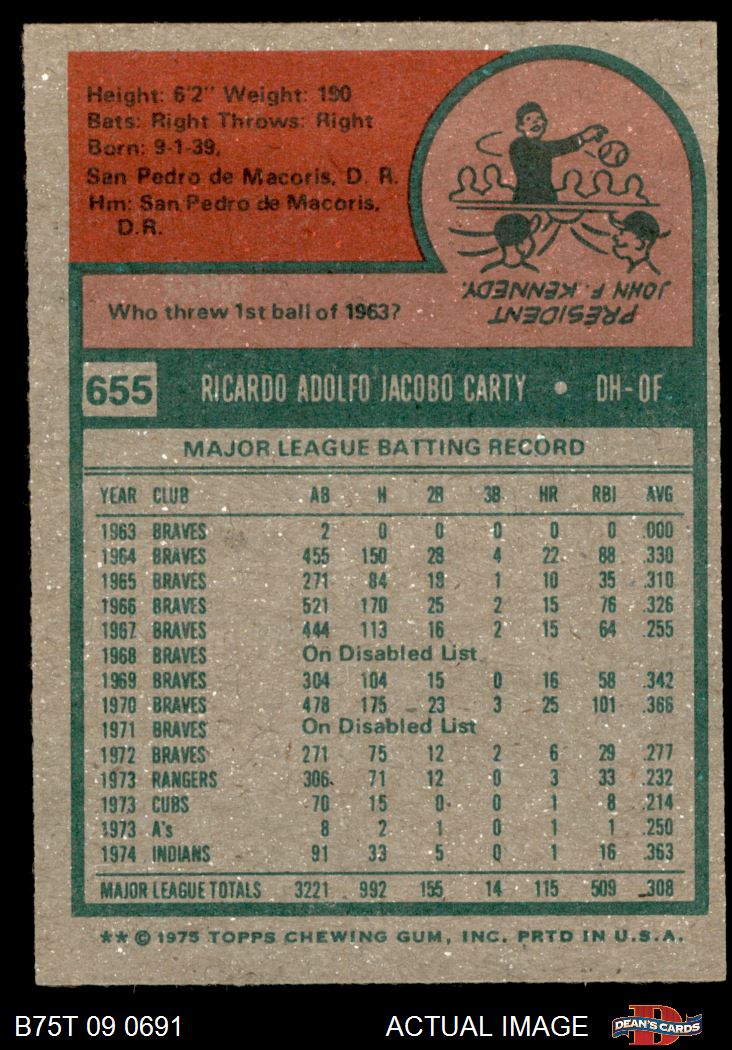 Height: 6'2" Weight: 190
Bats: Right Throws: Right
Born: 9-1-39,
San Pedro de Macoris, D. R.
Hm: San Pedro de Macoris,
D.R.
Who threw 1st ball of 1963?
PRESIDENT
JOHN F. KENNEDY.
655 RICARDO ADOLFO JACOBO CARTY • DH-OF
MAJOR LEAGUE BATTING RECORD
YEAR CLUB AB H 2B 3B HR RBI AVG
1963 BRAVES 2 0 0 0 0 0 .000
1964 BRAVES 455 150 28 4 22 88 .330
1965 BRAVES 271 84 18 1 10 35 .310
1966 BRAVES 521 170 25 2 15 76 .326
1967 BRAVES 444 113 16 2 15 64 .255
1968 BRAVES On Disabled List
1969 BRAVES 304 104 15 0 16 58 .342
1970 BRAVES 478 175 23 3 25 101 .366
1971 BRAVES On Disabled List
1972 BRAVES 271 75 12 2 6 29 .277
1973 RANGERS 306 71 12 0 3 33 .232
1973 CUBS 70 15 0 0 1 8 .214
1973 A's 8 2 1 0 1 1 .250
1974 INDIANS 91 33 5 0 1 16 .363
MAJOR LEAGUE TOTALS 3221 992 155 14 115 509 .308
** © 1975 TOPPS CHEWING GUM, INC. PRTD IN U.S.A.
B75T 09 0691 ACTUAL IMAGE
D
DEAN'S CARDS